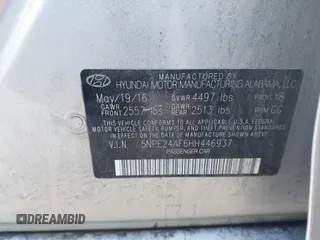 MANUFACTURED BY
HYUNDAI MOTOR MANUFACTURING ALABAMA, LLC
May/19/16 GVWR 4497 lbs
GAWR FRONT 2557 lbs GAWR REAR 2513 lbs
THIS VEHICLE CONFORMS TO ALL APPLICABLE U.S. FEDERAL MOTOR VEHICLE SAFETY, BUMPER, AND THEFT PREVENTION STANDARDS IN EFFECT ON THE DATE OF MANUFACTURE SHOWN ABOVE.
V.I.N 5NPE24AF6HH446937
PASSENGER CAR
DREAMBID